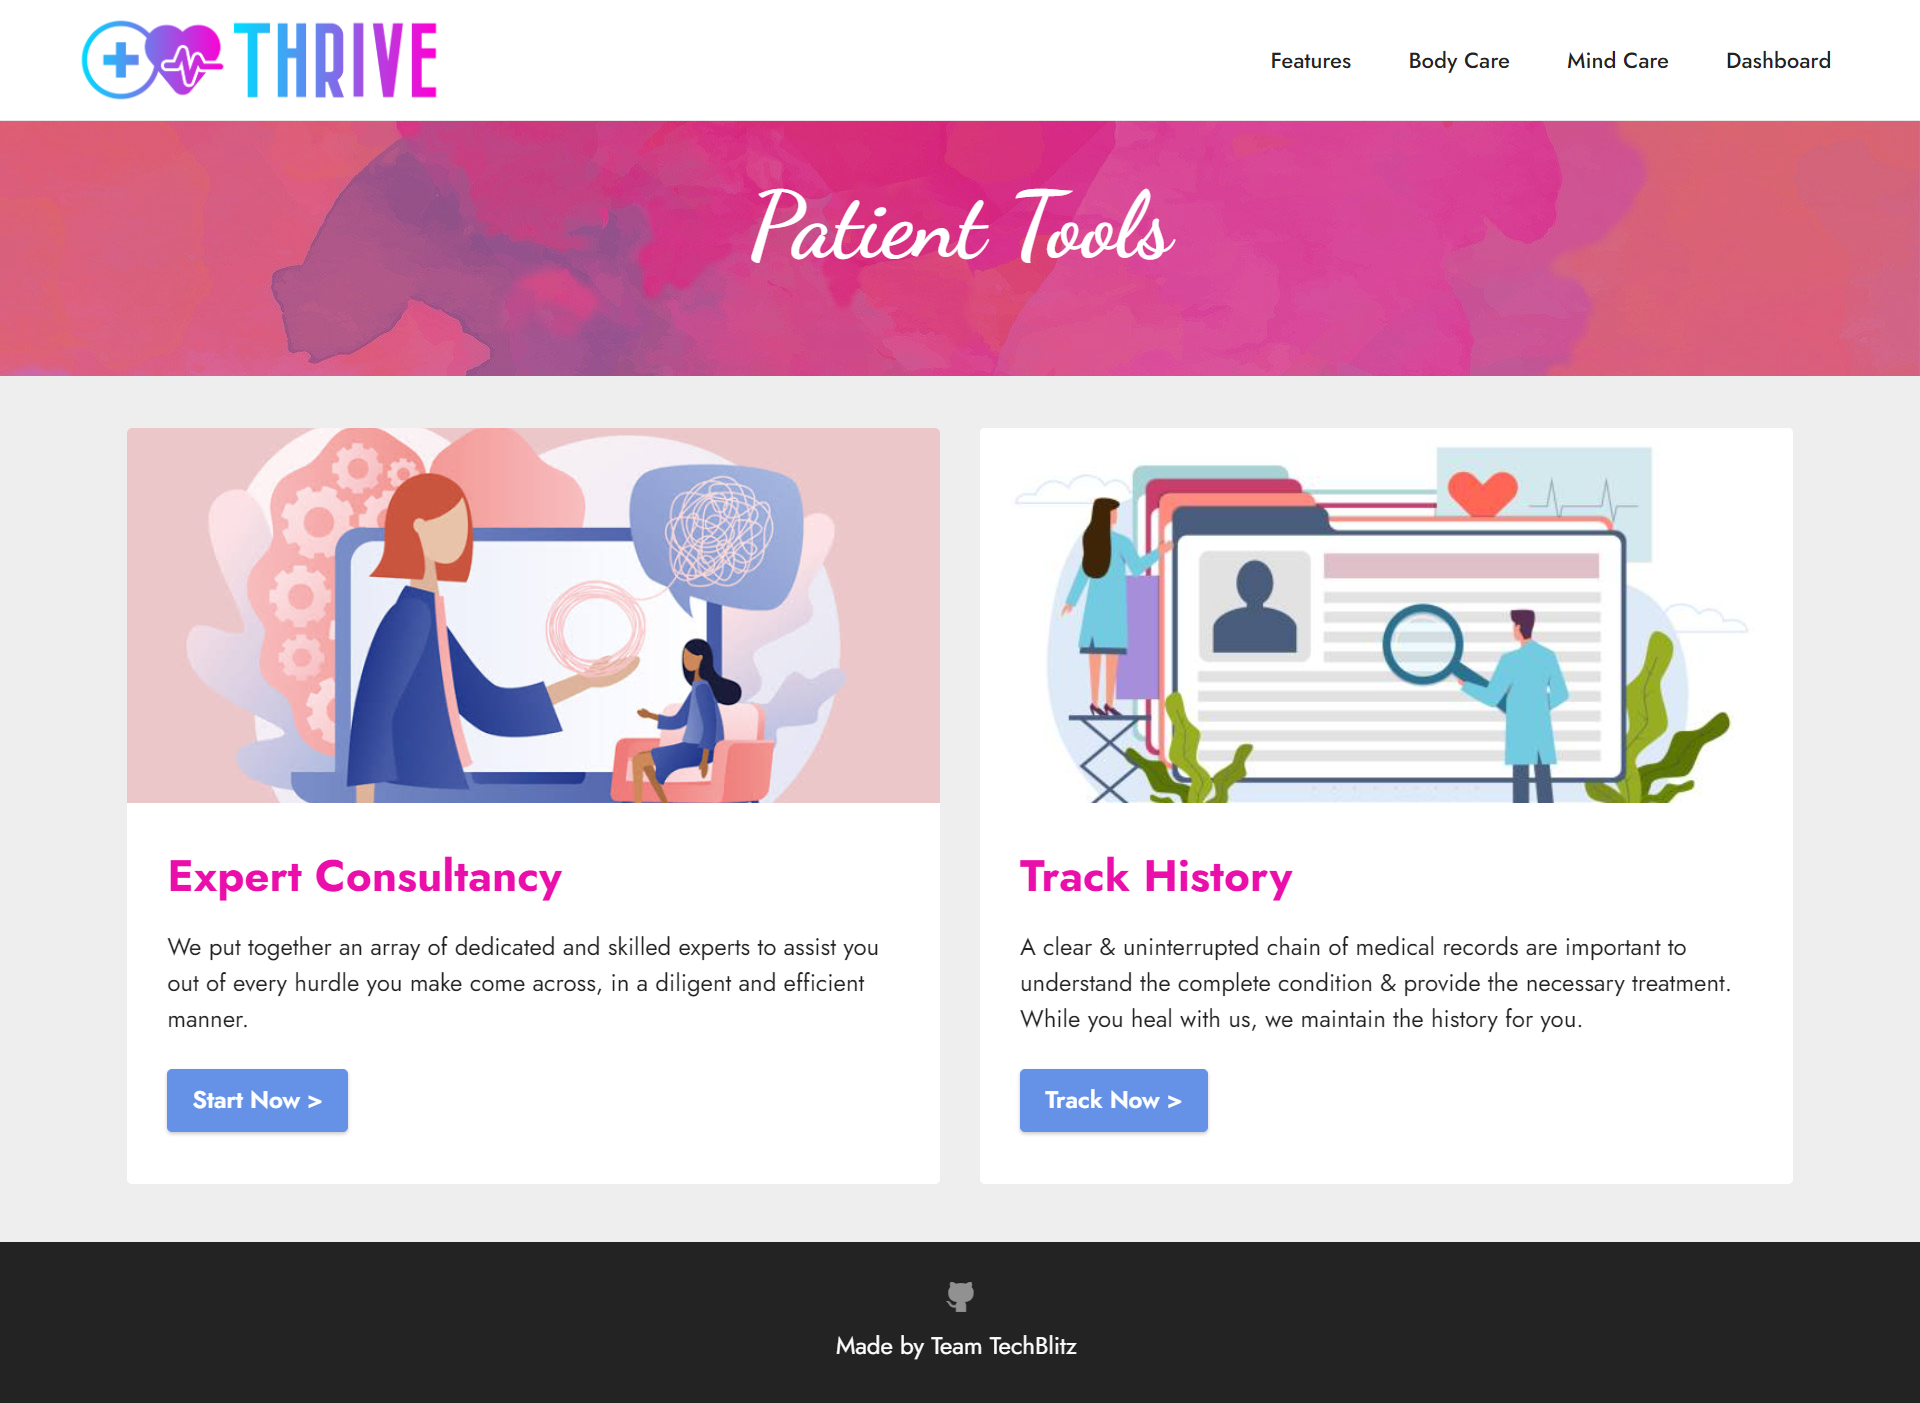 THRIVE
Features
Body Care
Mind Care
Dashboard
Patient Tools
Expert Consultancy
We put together an array of dedicated and skilled experts to assist you
out of every hurdle you make come across, in a diligent and efficient
manner.
Start Now >
Track History
A clear & uninterrupted chain of medical records are important to
understand the complete condition & provide the necessary treatment.
While you heal with us, we maintain the history for you.
Track Now >
Made by Team TechBlitz